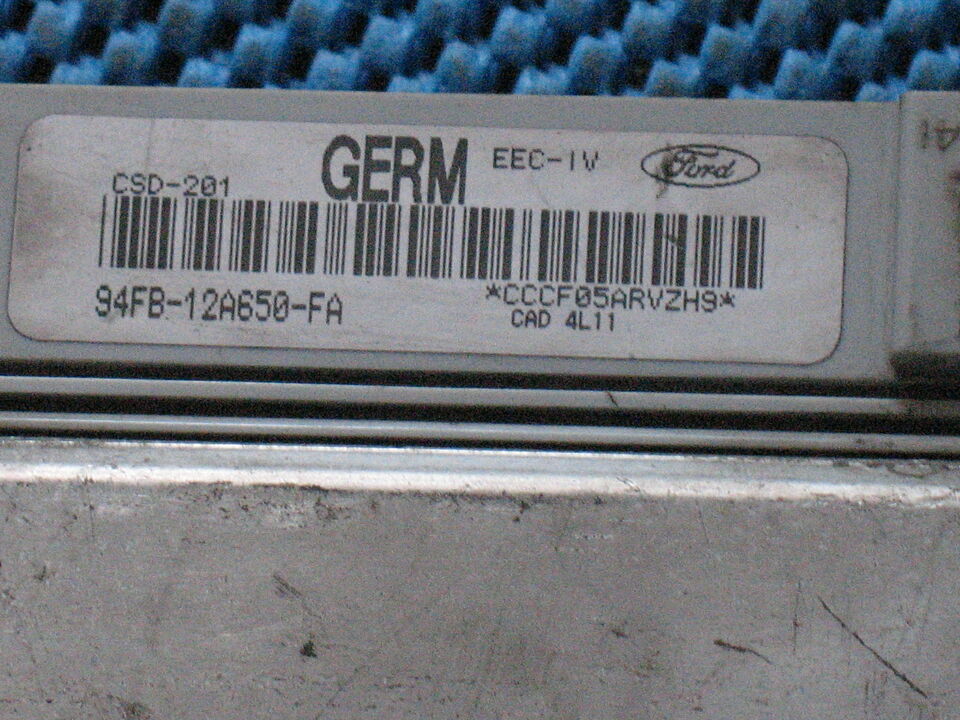 GERM
EEC-IV
Ford
CSD-201
94FB-12A650-FA
*CCCF05ARVZH9*
CAD 4L11